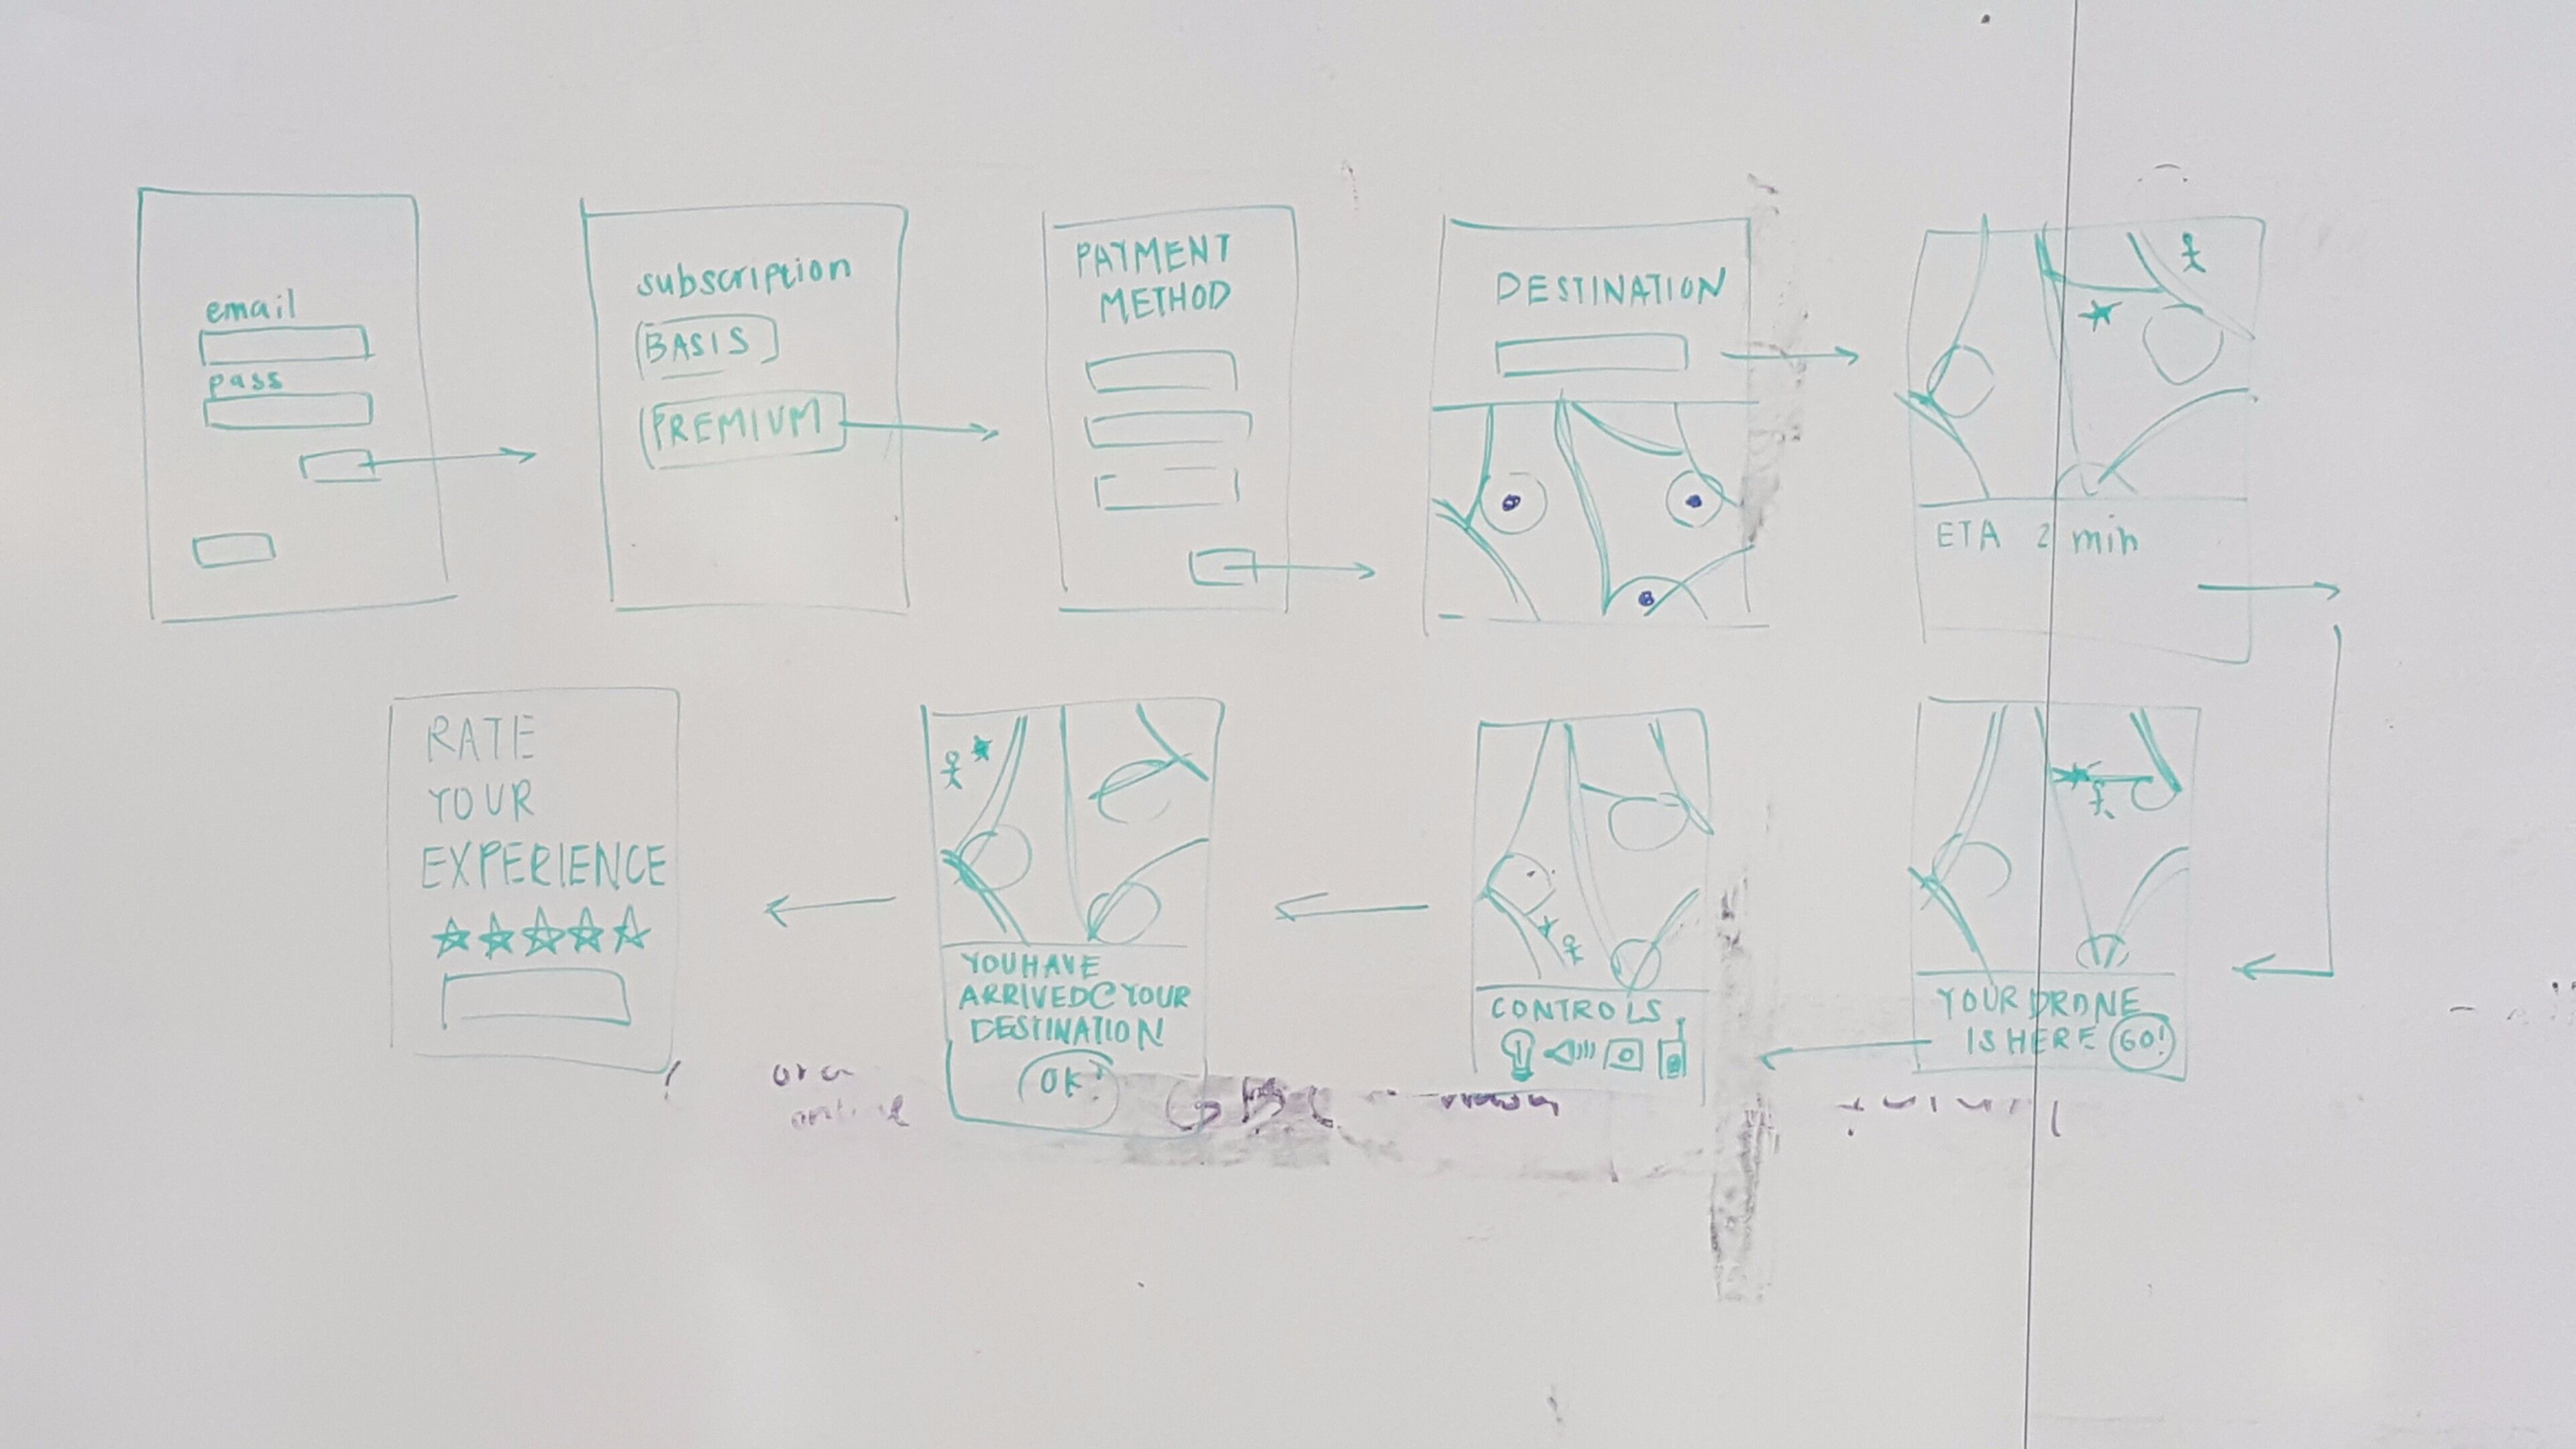 email
pass
subscription
BASIS
PREMIUM
PAYMENT
METHOD
DESTINATION
ETA 2 min
YOUR DRONE
IS HERE GO!
CONTROLS
YOU HAVE
ARRIVED@YOUR
DESTINATION
OK!
RATE
YOUR
EXPERIENCE